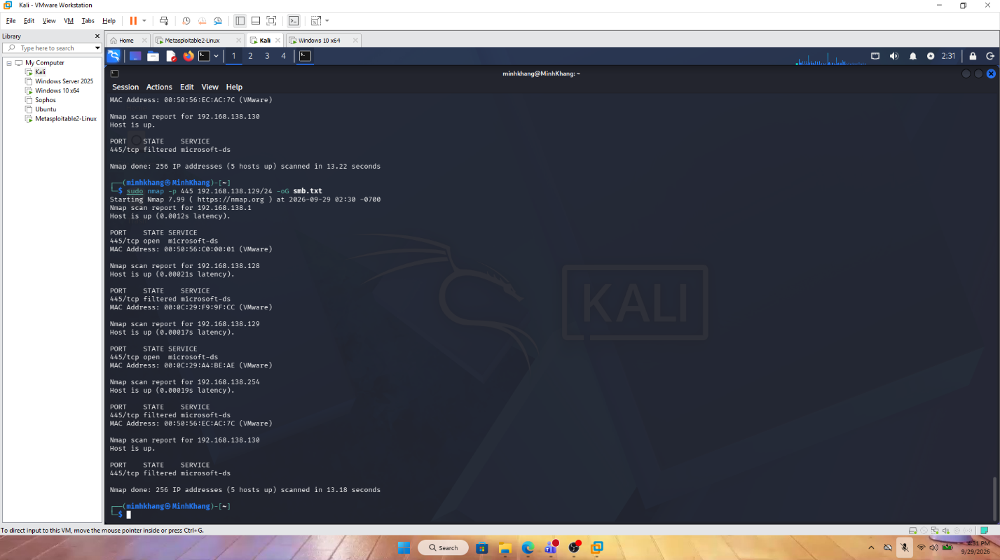 Kali - VMware Workstation
File Edit View VM Tabs Help
Library
Type here to search
My Computer
Kali
Windows Server 2025
Windows 10 x64
Sophos
Ubuntu
Metasploitable2-Linux
Home Metasploitable2-Linux Kali Windows 10 x64
1 2 3 4 2:31
minhkhang@MinhKhang: ~
Session Actions Edit View Help
MAC Address: 00:50:56:EC:AC:7C (VMware)
Nmap scan report for 192.168.138.130
Host is up.
PORT STATE SERVICE
445/tcp filtered microsoft-ds
Nmap done: 256 IP addresses (5 hosts up) scanned in 13.22 seconds
┌──(minhkhang㉿MinhKhang)-[~]
└─$ sudo nmap -p 445 192.168.138.129/24 -oG smb.txt
Starting Nmap 7.99 ( https://nmap.org ) at 2026-09-29 02:30 -0700
Nmap scan report for 192.168.138.1
Host is up (0.0012s latency).
PORT STATE SERVICE
445/tcp open microsoft-ds
MAC Address: 00:50:56:C0:00:01 (VMware)
Nmap scan report for 192.168.138.128
Host is up (0.00021s latency).
PORT STATE SERVICE
445/tcp filtered microsoft-ds
MAC Address: 00:0C:29:F9:9F:CC (VMware)
Nmap scan report for 192.168.138.129
Host is up (0.00017s latency).
PORT STATE SERVICE
445/tcp open microsoft-ds
MAC Address: 00:0C:29:A4:BE:AE (VMware)
Nmap scan report for 192.168.138.254
Host is up (0.00019s latency).
PORT STATE SERVICE
445/tcp filtered microsoft-ds
MAC Address: 00:50:56:EC:AC:7C (VMware)
Nmap scan report for 192.168.138.130
Host is up.
PORT STATE SERVICE
445/tcp filtered microsoft-ds
Nmap done: 256 IP addresses (5 hosts up) scanned in 13.18 seconds
┌──(minhkhang㉿MinhKhang)-[~]
└─$
KALI
To direct input to this VM, move the mouse pointer inside or press Ctrl+G.
Search
4:31 PM
9/29/2026